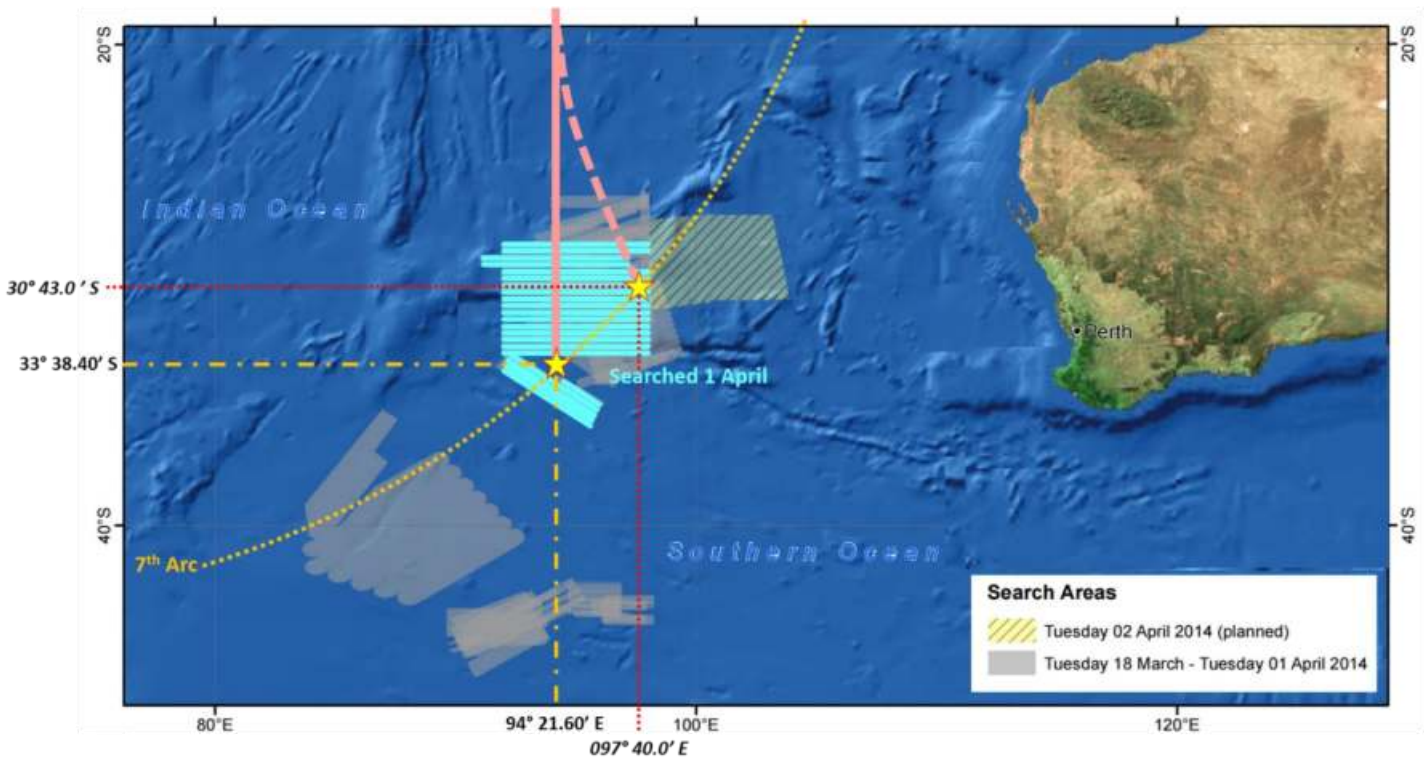 20°S
20°S
Indian Ocean
30° 43.0' S
Perth
33° 38.40' S
Searched 1 April
40°S
40°S
7th Arc
Southern Ocean
Search Areas
Tuesday 02 April 2014 (planned)
Tuesday 18 March - Tuesday 01 April 2014
80°E
94° 21.60' E
100°E
120°E
097° 40.0' E